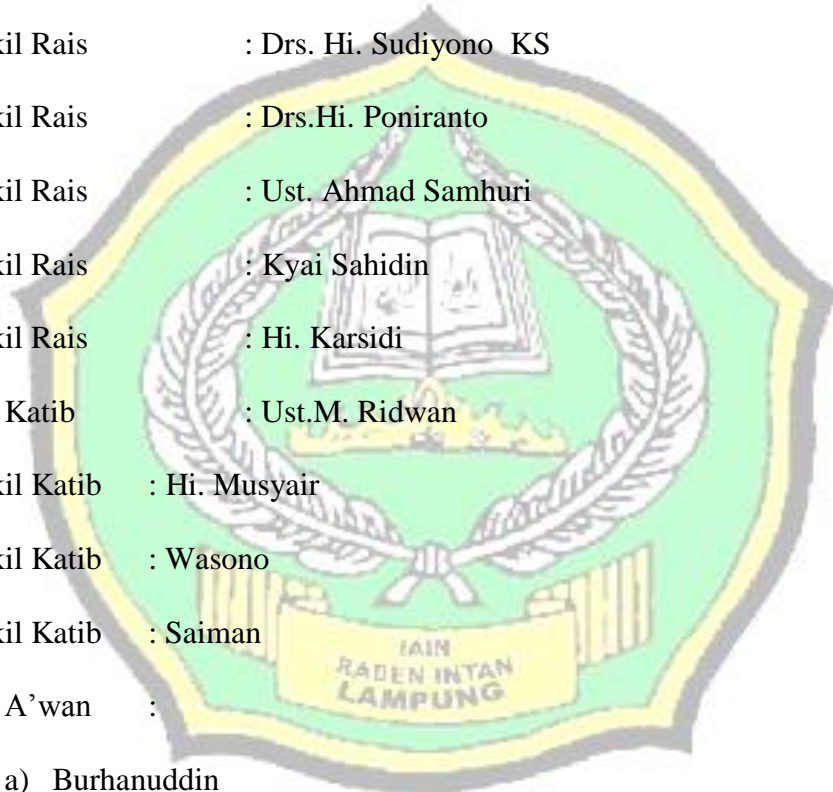 kil Rais : Drs. Hi. Sudiyono KS
kil Rais : Drs.Hi. Poniranto
kil Rais : Ust. Ahmad Samhuri
kil Rais : Kyai Sahidin
kil Rais : Hi. Karsidi
Katib : Ust.M. Ridwan
kil Katib : Hi. Musyair
kil Katib : Wasono
kil Katib : Saiman
IAIN
RADEN INTAN
LAMPUNG
A’wan :
a) Burhanuddin